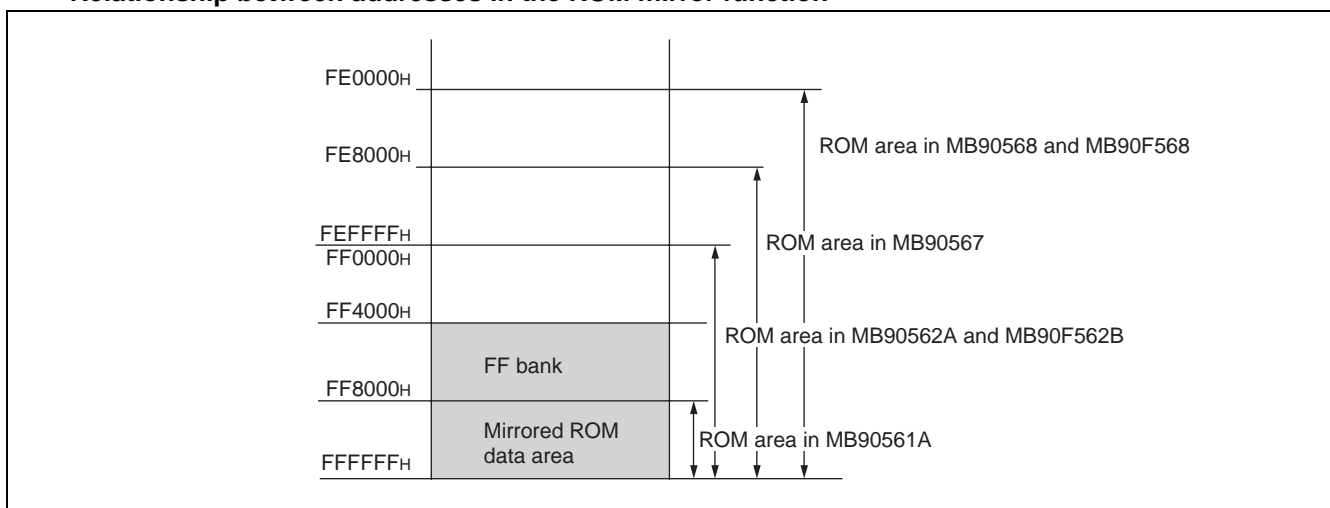 Relationship between addresses in the ROM mirror function
FE0000H
ROM area in MB90568 and MB90F568
FE8000H
FEFFFFH
ROM area in MB90567
FF0000H
FF4000H
ROM area in MB90562A and MB90F562B
FF bank
FF8000H
Mirrored ROM
data area
ROM area in MB90561A
FFFFFFH